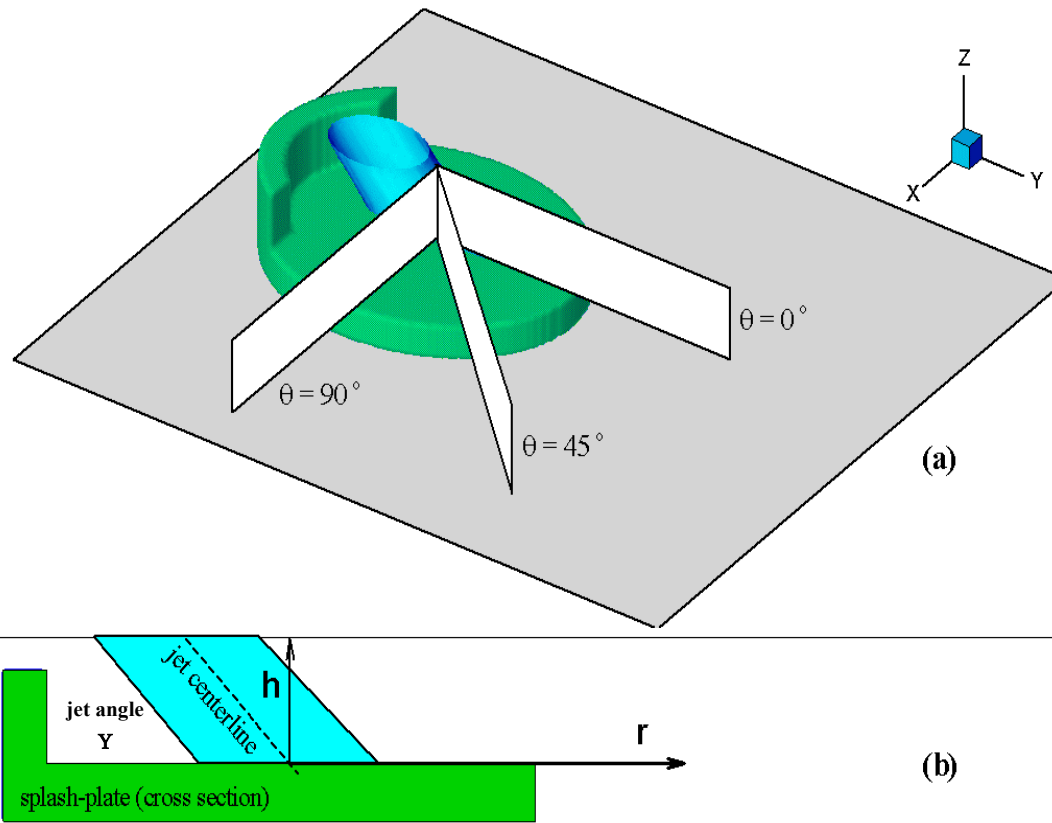 Z
X
Y
θ = 0°
θ = 90°
θ = 45°
(a)
jet centerline
h
jet angle
Y
r
(b)
splash-plate (cross section)